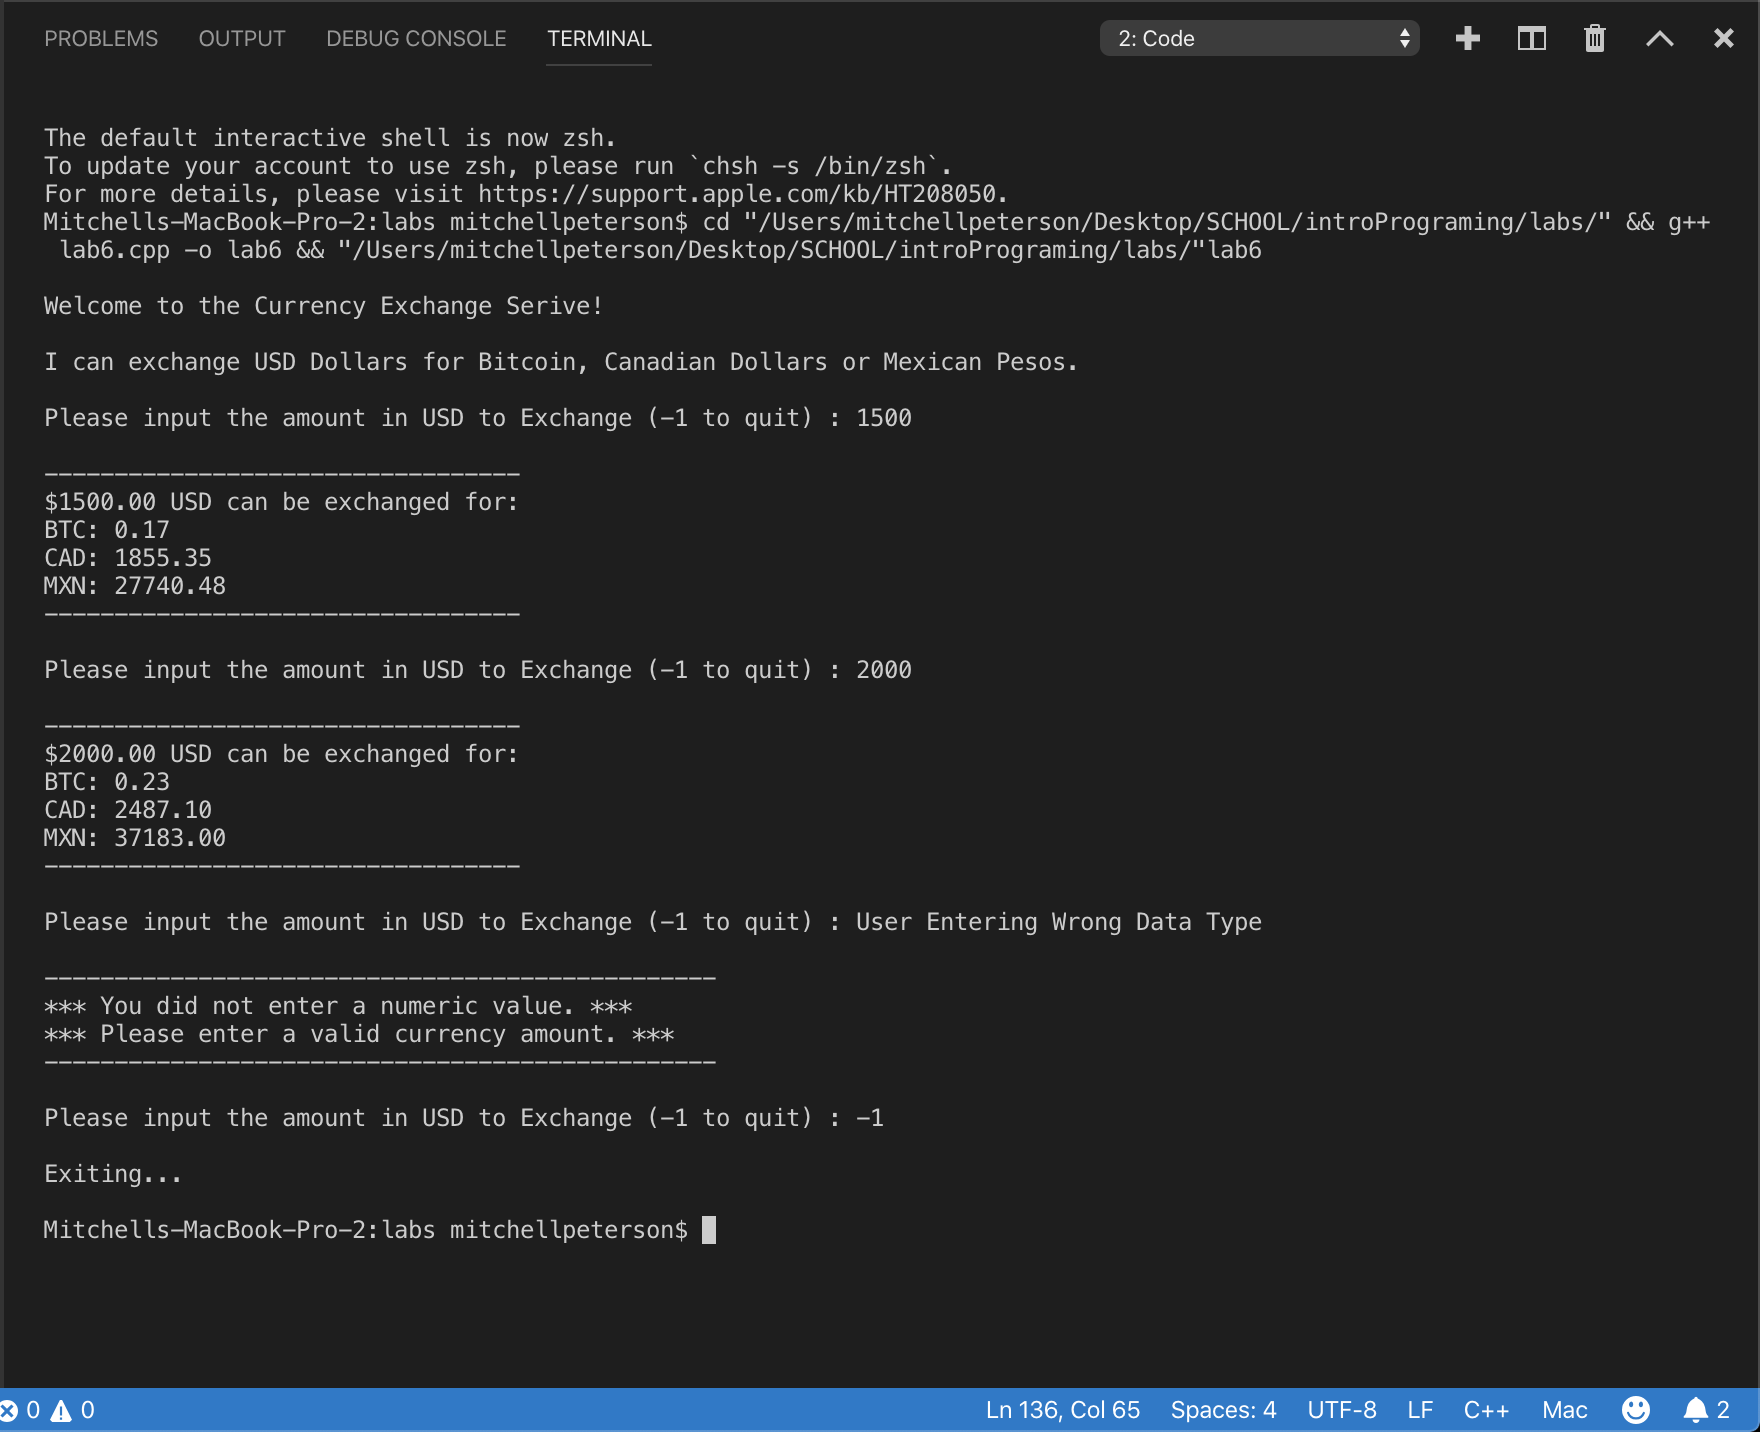 PROBLEMS OUTPUT DEBUG CONSOLE TERMINAL 2: Code
The default interactive shell is now zsh.
To update your account to use zsh, please run `chsh -s /bin/zsh`.
For more details, please visit https://support.apple.com/kb/HT208050.
Mitchells-MacBook-Pro-2:labs mitchellpeterson$ cd "/Users/mitchellpeterson/Desktop/SCHOOL/introPrograming/labs/" && g++
lab6.cpp -o lab6 && "/Users/mitchellpeterson/Desktop/SCHOOL/introPrograming/labs/"lab6
Welcome to the Currency Exchange Serive!
I can exchange USD Dollars for Bitcoin, Canadian Dollars or Mexican Pesos.
Please input the amount in USD to Exchange (-1 to quit) : 1500
----------------------------------
$1500.00 USD can be exchanged for:
BTC: 0.17
CAD: 1855.35
MXN: 27740.48
----------------------------------
Please input the amount in USD to Exchange (-1 to quit) : 2000
----------------------------------
$2000.00 USD can be exchanged for:
BTC: 0.23
CAD: 2487.10
MXN: 37183.00
----------------------------------
Please input the amount in USD to Exchange (-1 to quit) : User Entering Wrong Data Type
------------------------------------------------
*** You did not enter a numeric value. ***
*** Please enter a valid currency amount. ***
------------------------------------------------
Please input the amount in USD to Exchange (-1 to quit) : -1
Exiting...
Mitchells-MacBook-Pro-2:labs mitchellpeterson$
0 0 Ln 136, Col 65 Spaces: 4 UTF-8 LF C++ Mac 2